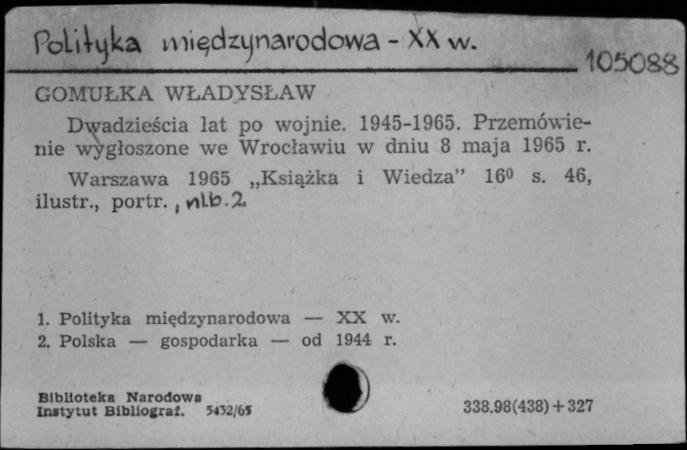 Polityka międzynarodowa - XX w.
105088
GOMUŁKA WŁADYSŁAW
Dwadzieścia lat po wojnie. 1945-1965. Przemówie-
nie wygłoszone we Wrocławiu w dniu 8 maja 1965 r.
Warszawa 1965 „Książka i Wiedza” 16⁰ s. 46,
ilustr., portr. , nlb. 2
1. Polityka międzynarodowa — XX w.
2. Polska — gospodarka — od 1944 r.
Biblioteka Narodowa
Instytut Bibliograf. 5432/65
338.98(438) + 327